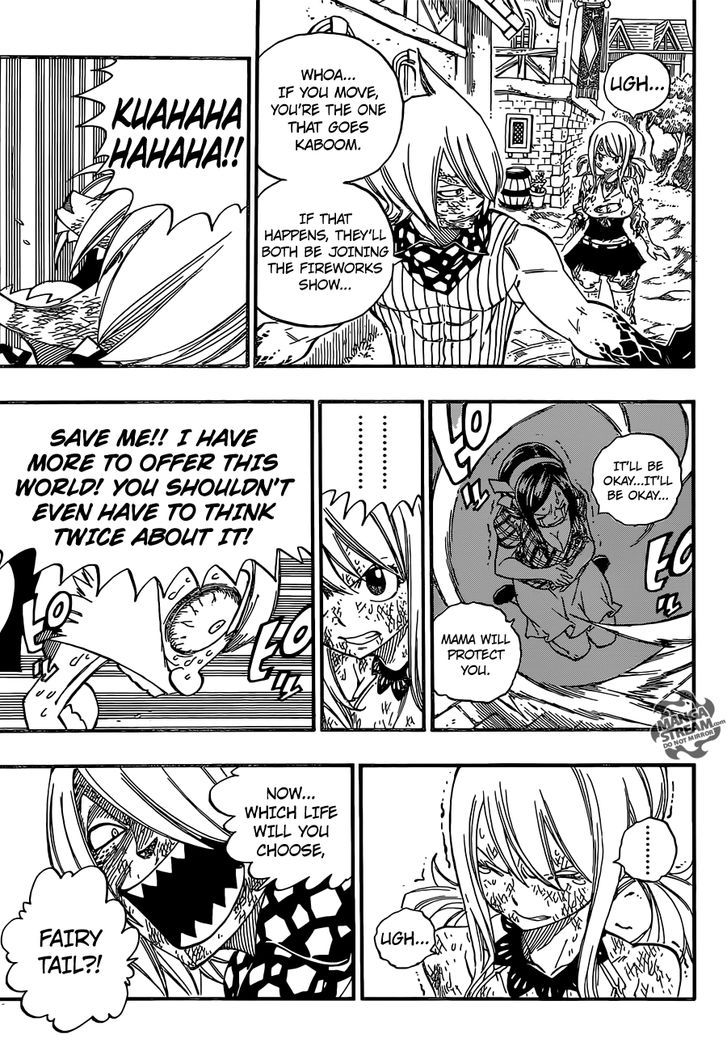 UGH...
WHOA...
IF YOU MOVE,
YOU'RE THE ONE
THAT GOES
KABOOM.
IF THAT
HAPPENS, THEY'LL
BOTH BE JOINING
THE FIREWORKS
SHOW...
KUAHAHA
HAHAHA!!
IT'LL BE
OKAY...IT'LL
BE OKAY...
MAMA WILL
PROTECT
YOU.
MANGA
STREAM.com
DO NOT MIRROR
........
........
SAVE ME!! I HAVE
MORE TO OFFER THIS
WORLD! YOU SHOULDN'T
EVEN HAVE TO THINK
TWICE ABOUT IT!
........
UGH...
NOW...
WHICH LIFE
WILL YOU
CHOOSE,
FAIRY
TAIL?!